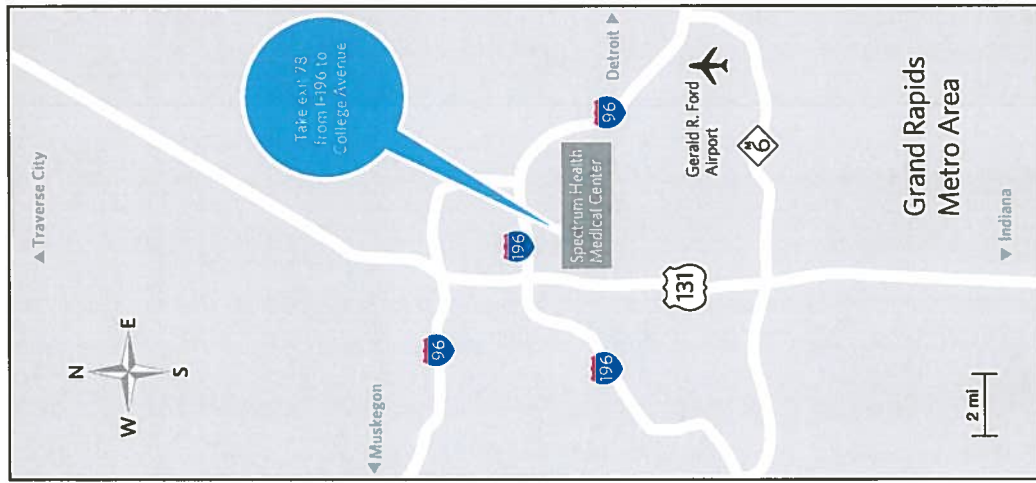 ▲Traverse City
N
W
E
S
Take exit 78
from I-196 to
College Avenue
◀Muskegon
96
196
Spectrum Health
Medical Center
96
Detroit▶
196
131
Gerald R. Ford
Airport
M
6
Grand Rapids
Metro Area
2 mi
▼Indiana